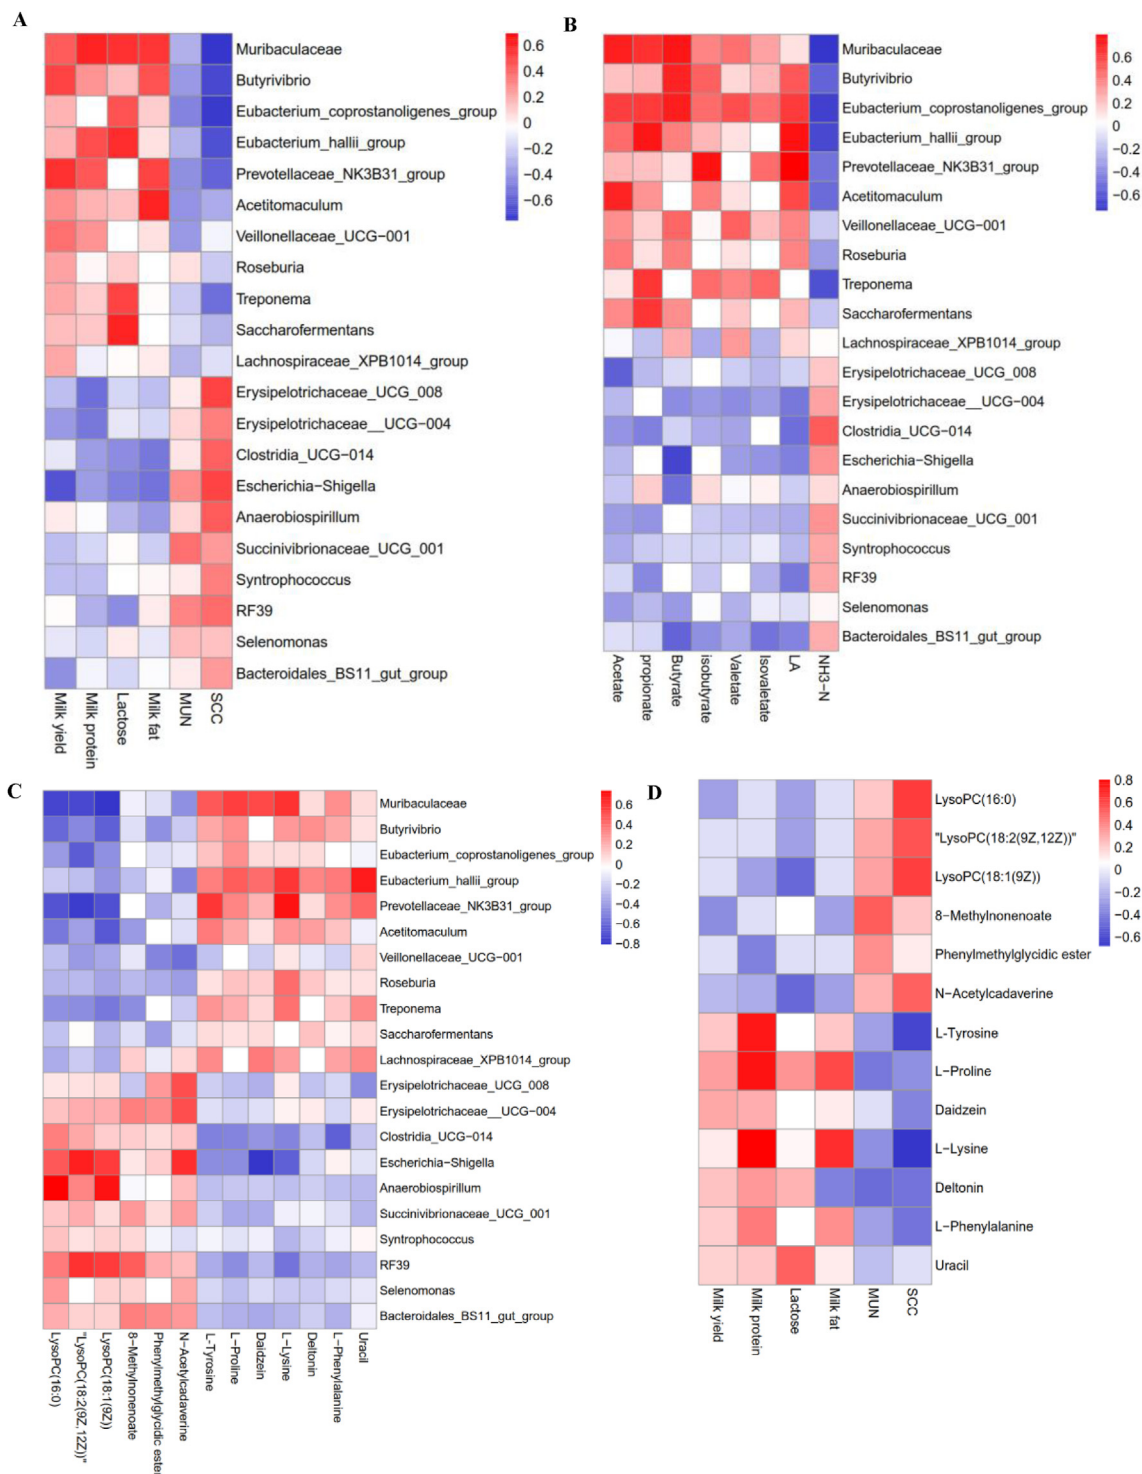 A
0.6
0.4
0.2
0
−0.2
−0.4
−0.6
Muribaculaceae
Butyrivibrio
Eubacterium_coprostanoligenes_group
Eubacterium_hallii_group
Prevotellaceae_NK3B31_group
Acetitomaculum
Veillonellaceae_UCG−001
Roseburia
Treponema
Saccharofermentans
Lachnospiraceae_XPB1014_group
Erysipelotrichaceae_UCG_008
Erysipelotrichaceae__UCG−004
Clostridia_UCG−014
Escherichia−Shigella
Anaerobiospirillum
Succinivibrionaceae_UCG_001
Syntrophococcus
RF39
Selenomonas
Bacteroidales_BS11_gut_group
Milk yield
Milk protein
Lactose
Milk fat
MUN
SCC
B
0.6
0.4
0.2
0
−0.2
−0.4
−0.6
Muribaculaceae
Butyrivibrio
Eubacterium_coprostanoligenes_group
Eubacterium_hallii_group
Prevotellaceae_NK3B31_group
Acetitomaculum
Veillonellaceae_UCG−001
Roseburia
Treponema
Saccharofermentans
Lachnospiraceae_XPB1014_group
Erysipelotrichaceae_UCG_008
Erysipelotrichaceae__UCG−004
Clostridia_UCG−014
Escherichia−Shigella
Anaerobiospirillum
Succinivibrionaceae_UCG_001
Syntrophococcus
RF39
Selenomonas
Bacteroidales_BS11_gut_group
Acetate
propionate
Butyrate
isobutyrate
Valetate
Isovaletate
LA
NH3−N
C
0.6
0.4
0.2
0
−0.2
−0.4
−0.6
−0.8
Muribaculaceae
Butyrivibrio
Eubacterium_coprostanoligenes_group
Eubacterium_hallii_group
Prevotellaceae_NK3B31_group
Acetitomaculum
Veillonellaceae_UCG−001
Roseburia
Treponema
Saccharofermentans
Lachnospiraceae_XPB1014_group
Erysipelotrichaceae_UCG_008
Erysipelotrichaceae__UCG−004
Clostridia_UCG−014
Escherichia−Shigella
Anaerobiospirillum
Succinivibrionaceae_UCG_001
Syntrophococcus
RF39
Selenomonas
Bacteroidales_BS11_gut_group
LysoPC(16:0)
"LysoPC(18:2(9Z,12Z))"
LysoPC(18:1(9Z))
8−Methylnonenoate
Phenylmethylglycidic ester
N−Acetylcadaverine
L−Tyrosine
L−Proline
Daidzein
L−Lysine
Deltonin
L−Phenylalanine
Uracil
D
0.8
0.6
0.4
0.2
0
−0.2
−0.4
−0.6
LysoPC(16:0)
"LysoPC(18:2(9Z,12Z))"
LysoPC(18:1(9Z))
8−Methylnonenoate
Phenylmethylglycidic ester
N−Acetylcadaverine
L−Tyrosine
L−Proline
Daidzein
L−Lysine
Deltonin
L−Phenylalanine
Uracil
Milk yield
Milk protein
Lactose
Milk fat
MUN
SCC